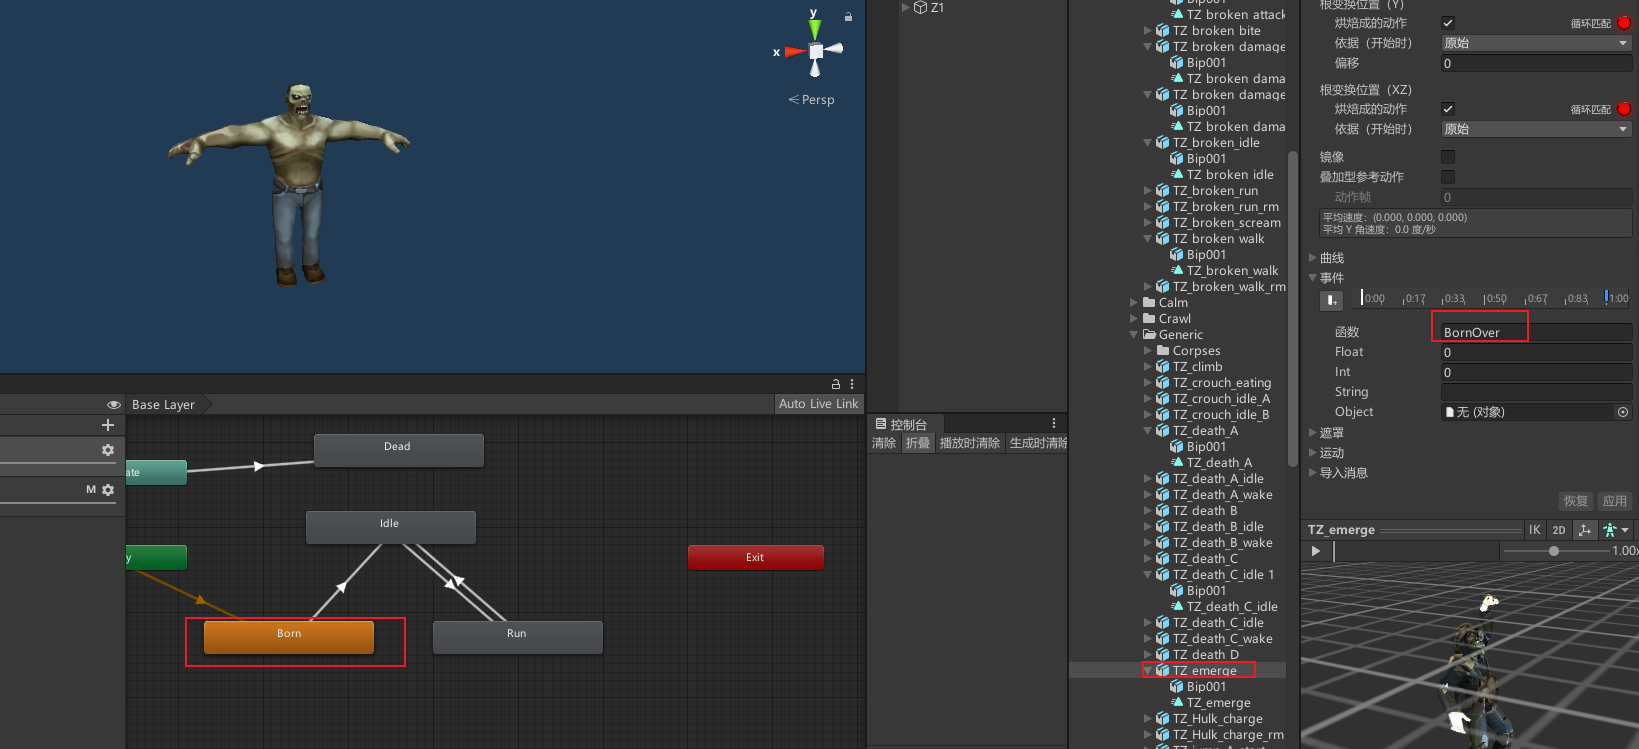 y
x
Persp
Base Layer
Auto Live Link
M
ate
Dead
Idle
y
Exit
Born
Run
Z1
控制台
清除
折叠
播放时清除
生成时清除
Bip001
TZ broken attack
TZ broken bite
TZ broken damage
Bip001
TZ broken dama
TZ broken damage
Bip001
TZ broken dama
TZ_broken_idle
Bip001
TZ broken idle
TZ_broken_run
TZ_broken_run_rm
TZ_broken_scream
TZ broken walk
Bip001
TZ_broken_walk
TZ_broken_walk_rm
Calm
Crawl
Generic
Corpses
TZ_climb
TZ_crouch_eating
TZ_crouch_idle_A
TZ_crouch_idle_B
TZ_death_A
Bip001
TZ_death_A
TZ_death_A_idle
TZ_death_A_wake
TZ death B
TZ_death_B_idle
TZ_death_B_wake
TZ_death_C
TZ_death_C_idle 1
Bip001
TZ_death_C_idle
TZ_death_C_idle
TZ_death_C_wake
TZ death D
TZ emerge
Bip001
TZ_emerge
TZ_Hulk_charge
TZ_Hulk_charge_rm
根变换位置（Y）
烘焙成的动作 循环匹配
依据（开始时） 原始
偏移 0
根变换位置（XZ）
烘焙成的动作 循环匹配
依据（开始时） 原始
镜像
叠加型参考动作
动作帧 0
平均速度：(0.000, 0.000, 0.000)
平均 Y 角速度：0.0 度/秒
曲线
事件
0:00 0:17 0:33 0:50 0:67 0:83 1:00
函数 BornOver
Float 0
Int 0
String
Object 无 (对象)
遮罩
运动
导入消息
恢复 应用
TZ_emerge IK 2D
1.00x